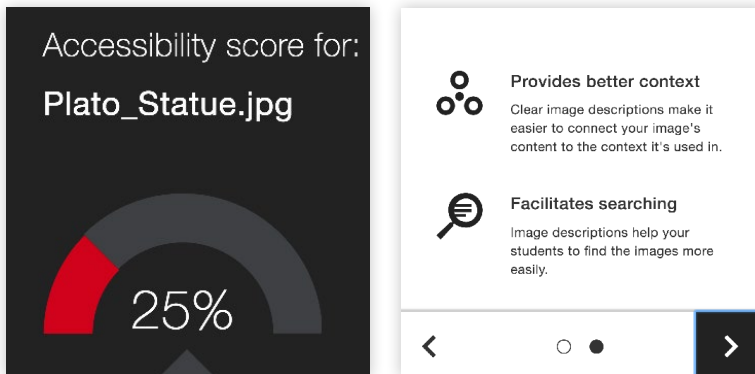 Accessibility score for:
Plato_Statue.jpg
25%
Provides better context
Clear image descriptions make it
easier to connect your image's
content to the context it's used in.
Facilitates searching
Image descriptions help your
students to find the images more
easily.